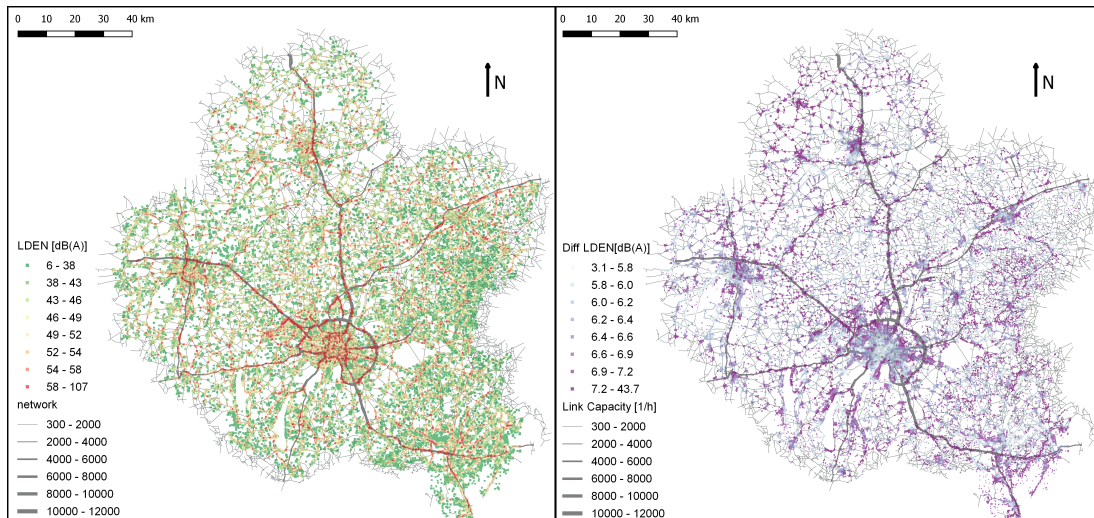 0 10 20 30 40 km
N
LDEN [dB(A)]
6 - 38
38 - 43
43 - 46
46 - 49
49 - 52
52 - 54
54 - 58
58 - 107
network
300 - 2000
2000 - 4000
4000 - 6000
6000 - 8000
8000 - 10000
10000 - 12000
0 10 20 30 40 km
N
Diff LDEN[dB(A)]
3.1 - 5.8
5.8 - 6.0
6.0 - 6.2
6.2 - 6.4
6.4 - 6.6
6.6 - 6.9
6.9 - 7.2
7.2 - 43.7
Link Capacity [1/h]
300 - 2000
2000 - 4000
4000 - 6000
6000 - 8000
8000 - 10000
10000 - 12000